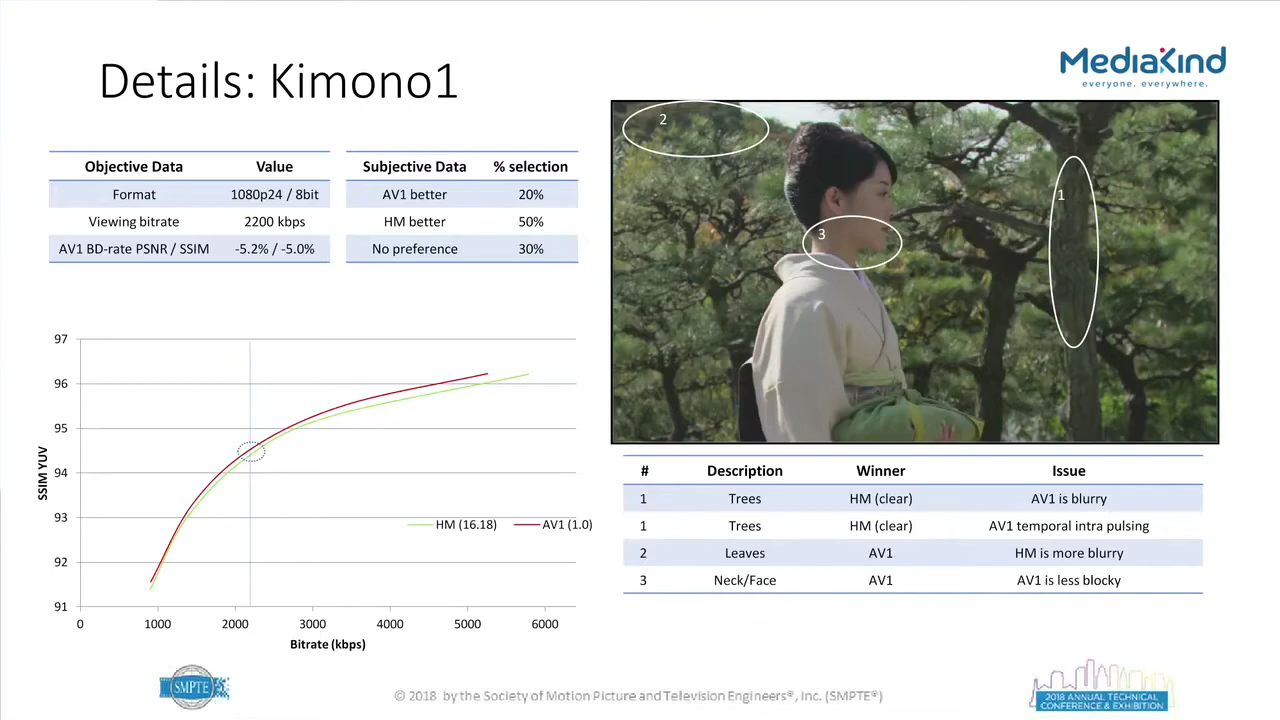 Details: Kimono1
MediaKind
everyone. everywhere.
Objective Data Value
Format 1080p24 / 8bit
Viewing bitrate 2200 kbps
AV1 BD-rate PSNR / SSIM -5.2% / -5.0%
Subjective Data % selection
AV1 better 20%
HM better 50%
No preference 30%
2
1
3
97
96
95
94
93
92
91
SSIM YUV
HM (16.18) AV1 (1.0)
0 1000 2000 3000 4000 5000 6000
Bitrate (kbps)
# Description Winner Issue
1 Trees HM (clear) AV1 is blurry
1 Trees HM (clear) AV1 temporal intra pulsing
2 Leaves AV1 HM is more blurry
3 Neck/Face AV1 AV1 is less blocky
SMPTE
© 2018 by the Society of Motion Picture and Television Engineers®, Inc. (SMPTE®)
2018 ANNUAL TECHNICAL
CONFERENCE & EXHIBITION